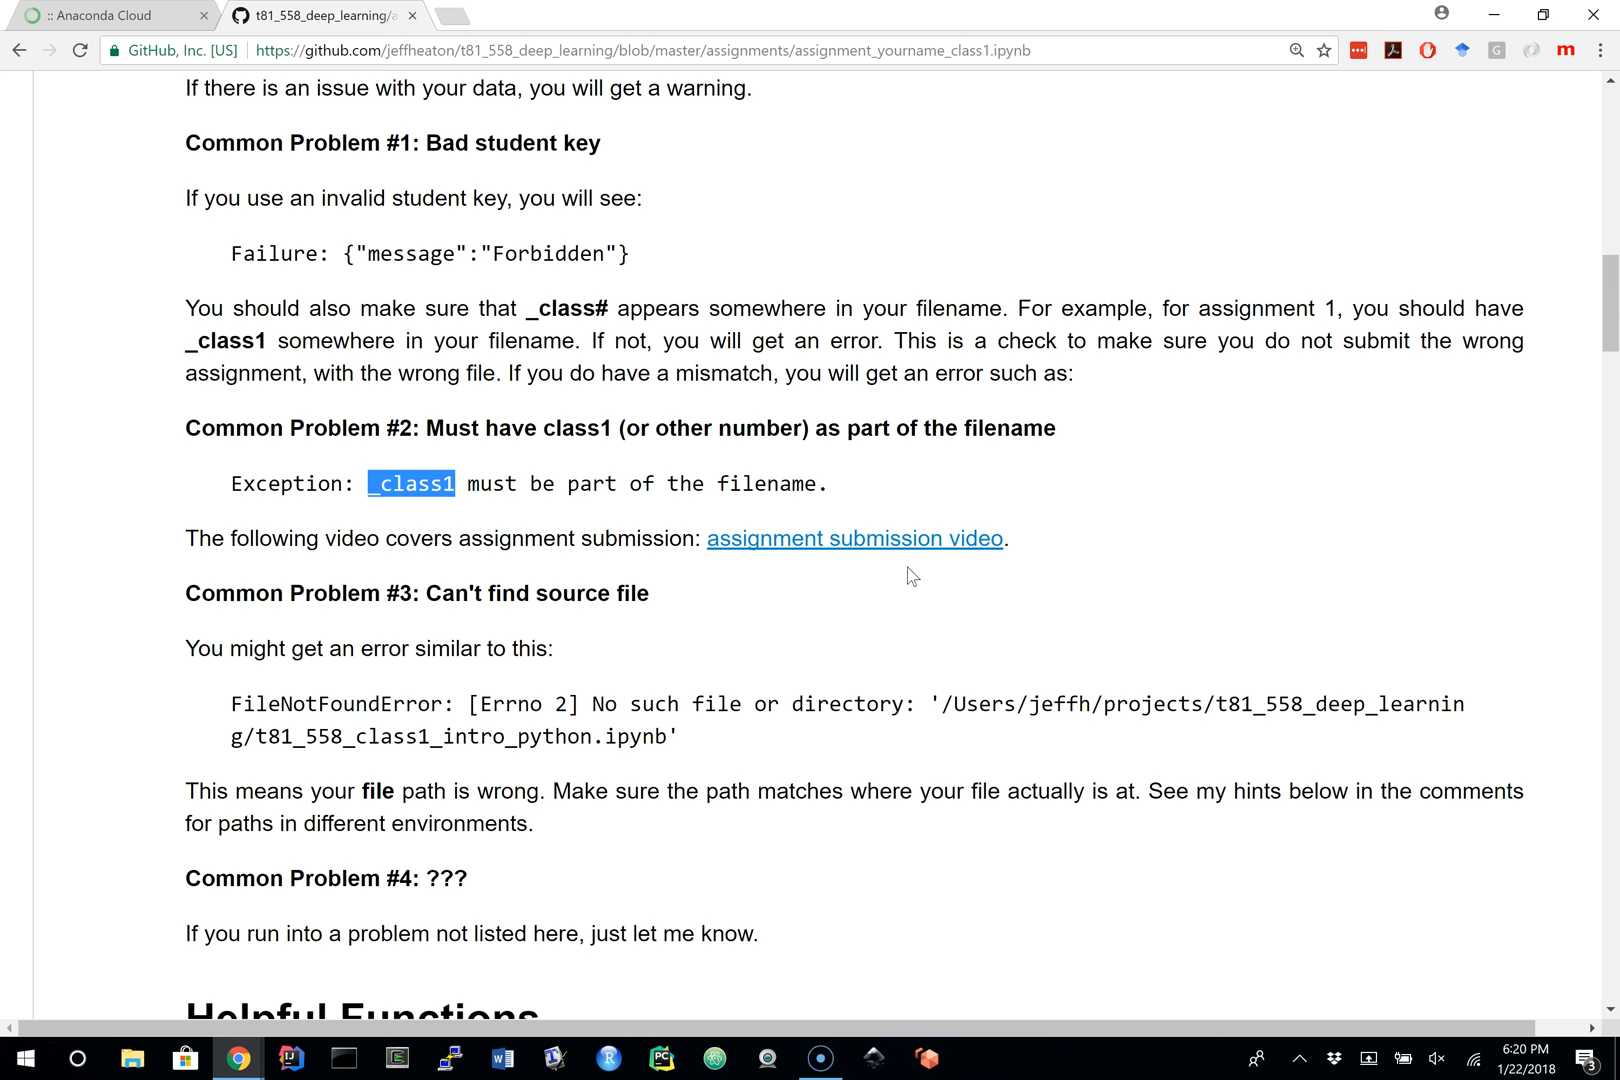 :: Anaconda Cloud
t81_558_deep_learning/a
GitHub, Inc. [US]
https://github.com/jeffheaton/t81_558_deep_learning/blob/master/assignments/assignment_yourname_class1.ipynb
If there is an issue with your data, you will get a warning.
Common Problem #1: Bad student key
If you use an invalid student key, you will see:
Failure: {"message":"Forbidden"}
You should also make sure that _class# appears somewhere in your filename. For example, for assignment 1, you should have
_class1 somewhere in your filename. If not, you will get an error. This is a check to make sure you do not submit the wrong
assignment, with the wrong file. If you do have a mismatch, you will get an error such as:
Common Problem #2: Must have class1 (or other number) as part of the filename
Exception: _class1 must be part of the filename.
The following video covers assignment submission: assignment submission video.
Common Problem #3: Can't find source file
You might get an error similar to this:
FileNotFoundError: [Errno 2] No such file or directory: '/Users/jeffh/projects/t81_558_deep_learnin
g/t81_558_class1_intro_python.ipynb'
This means your file path is wrong. Make sure the path matches where your file actually is at. See my hints below in the comments
for paths in different environments.
Common Problem #4: ???
If you run into a problem not listed here, just let me know.
Helpful Functions
6:20 PM
1/22/2018
3